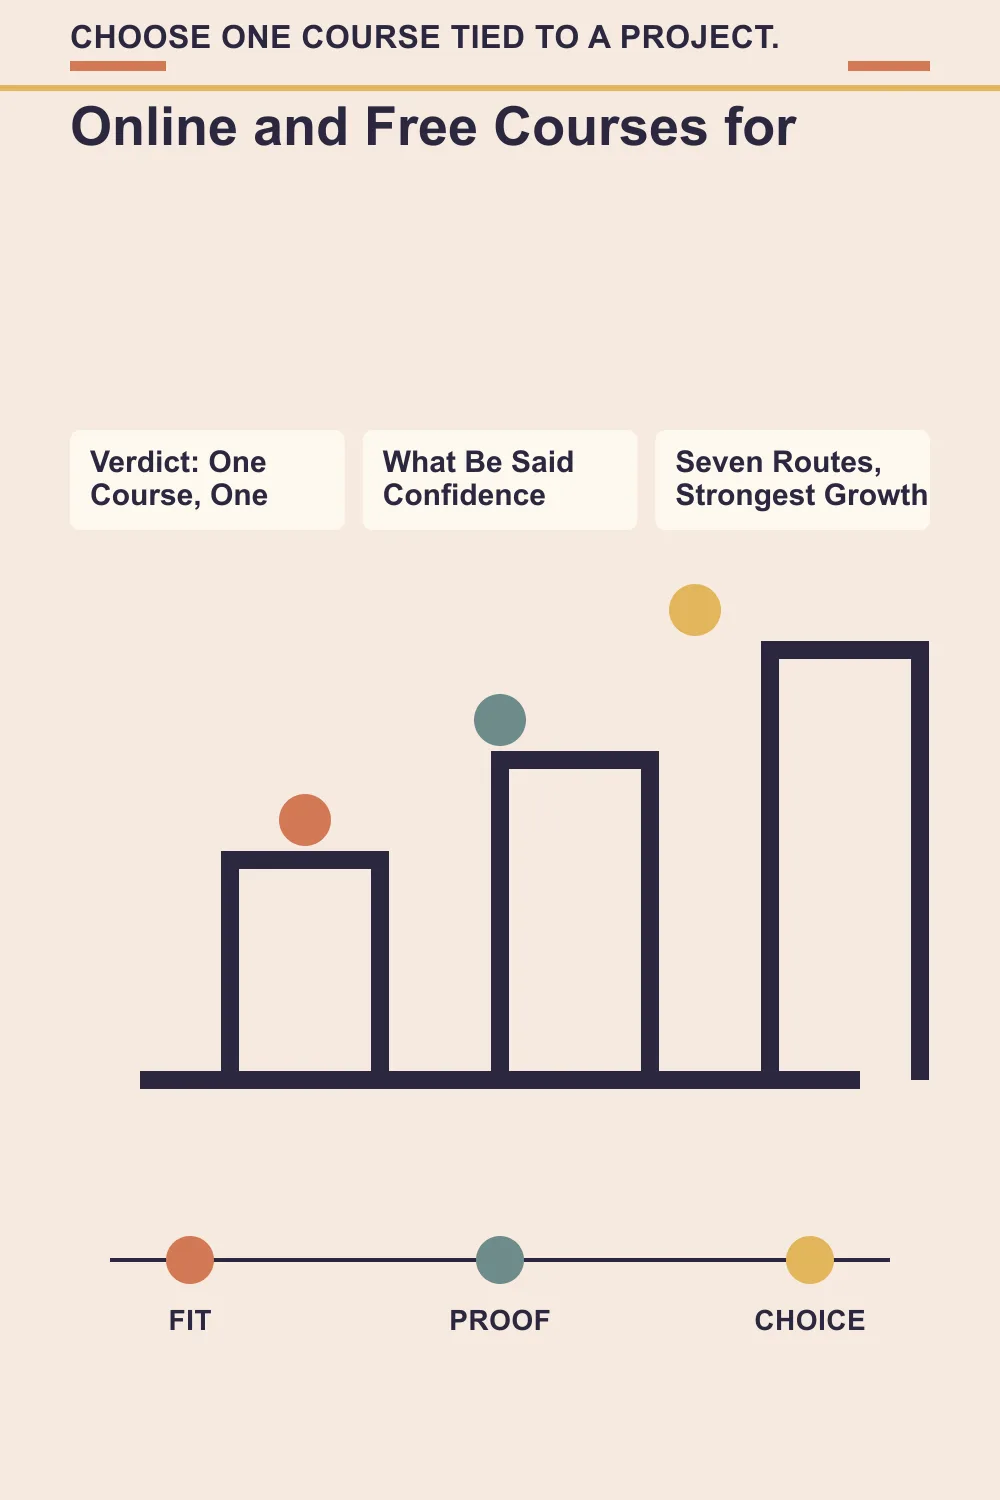 CHOOSE ONE COURSE TIED TO A PROJECT.
Online and Free Courses for
Verdict: One
Course, One
What Be Said
Confidence
Seven Routes,
Strongest Growth
FIT
PROOF
CHOICE